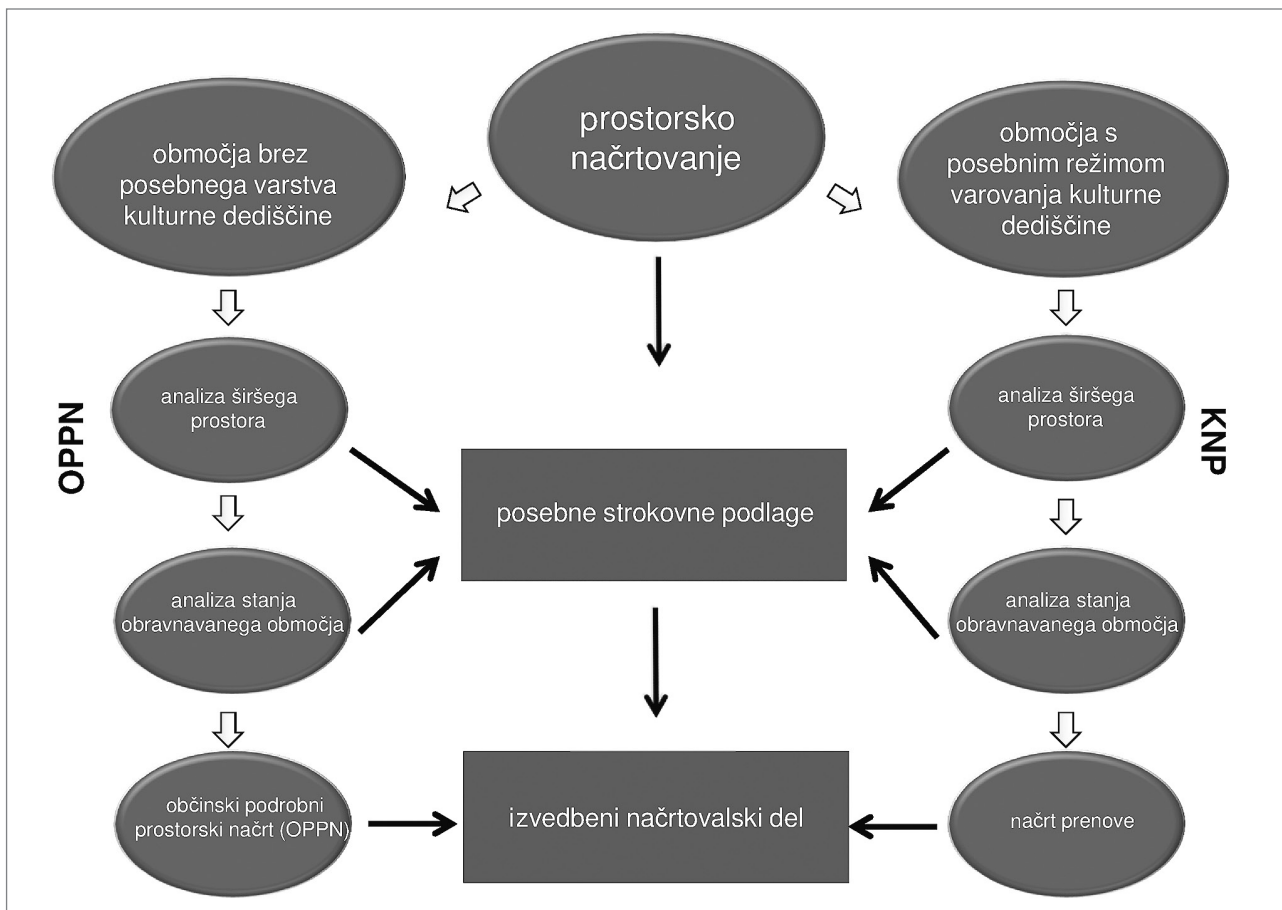 prostorsko
načrtovanje
območja brez
posebnega varstva
kulturne dediščine
območja s
posebnim režimom
varovanja kulturne
dediščine
OPPN
analiza širšega
prostora
analiza širšega
prostora
KNP
posebne strokovne podlage
analiza stanja
obravnavanega območja
analiza stanja
obravnavanega območja
občinski podrobni
prostorski načrt (OPPN)
izvedbeni načrtovalski del
načrt prenove